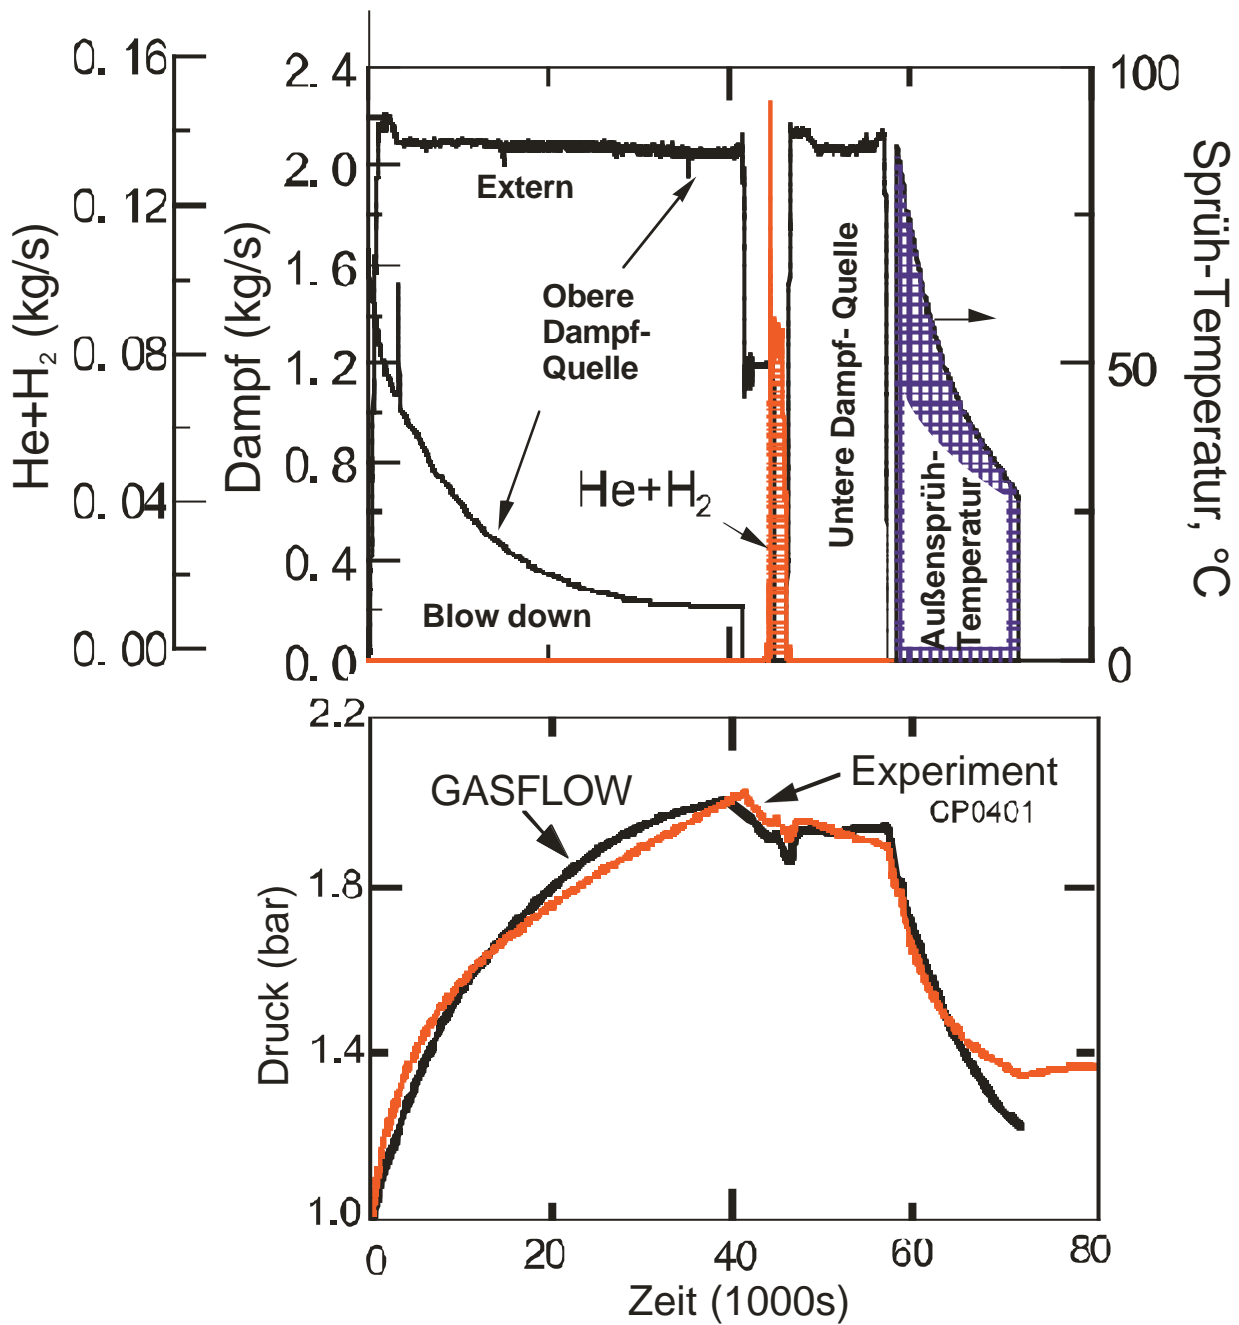 0.16
0.12
0.08
0.04
0.00
He+H₂ (kg/s)
2.4
2.0
1.6
1.2
0.8
0.4
0.0
Dampf (kg/s)
100
50
0
Sprüh-Temperatur, °C
Extern
Obere
Dampf-
Quelle
He+H₂
Blow down
Untere Dampf- Quelle
Außensprüh-
Temperatur
2.2
1.8
1.4
1.0
Druck (bar)
GASFLOW
Experiment
CP0401
0
20
40
60
80
Zeit (1000s)